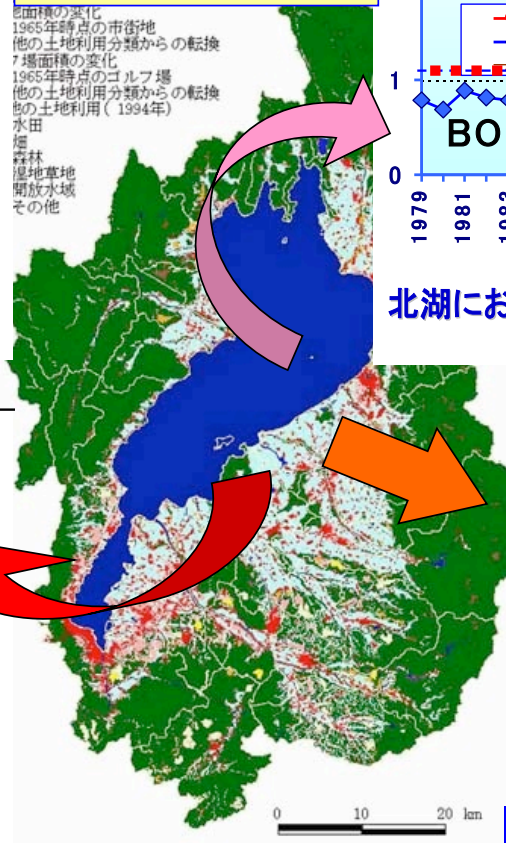 面積の変化
1965年時点の市街地
他の土地利用分類からの転換
フ場面積の変化
1965年時点のゴルフ場
他の土地利用分類からの転換
の土地利用(1994年)
水田
畑
森林
湿地草地
開放水域
その他
1
BO
0
1979
1981
1983
北湖にお
0 10 20 km